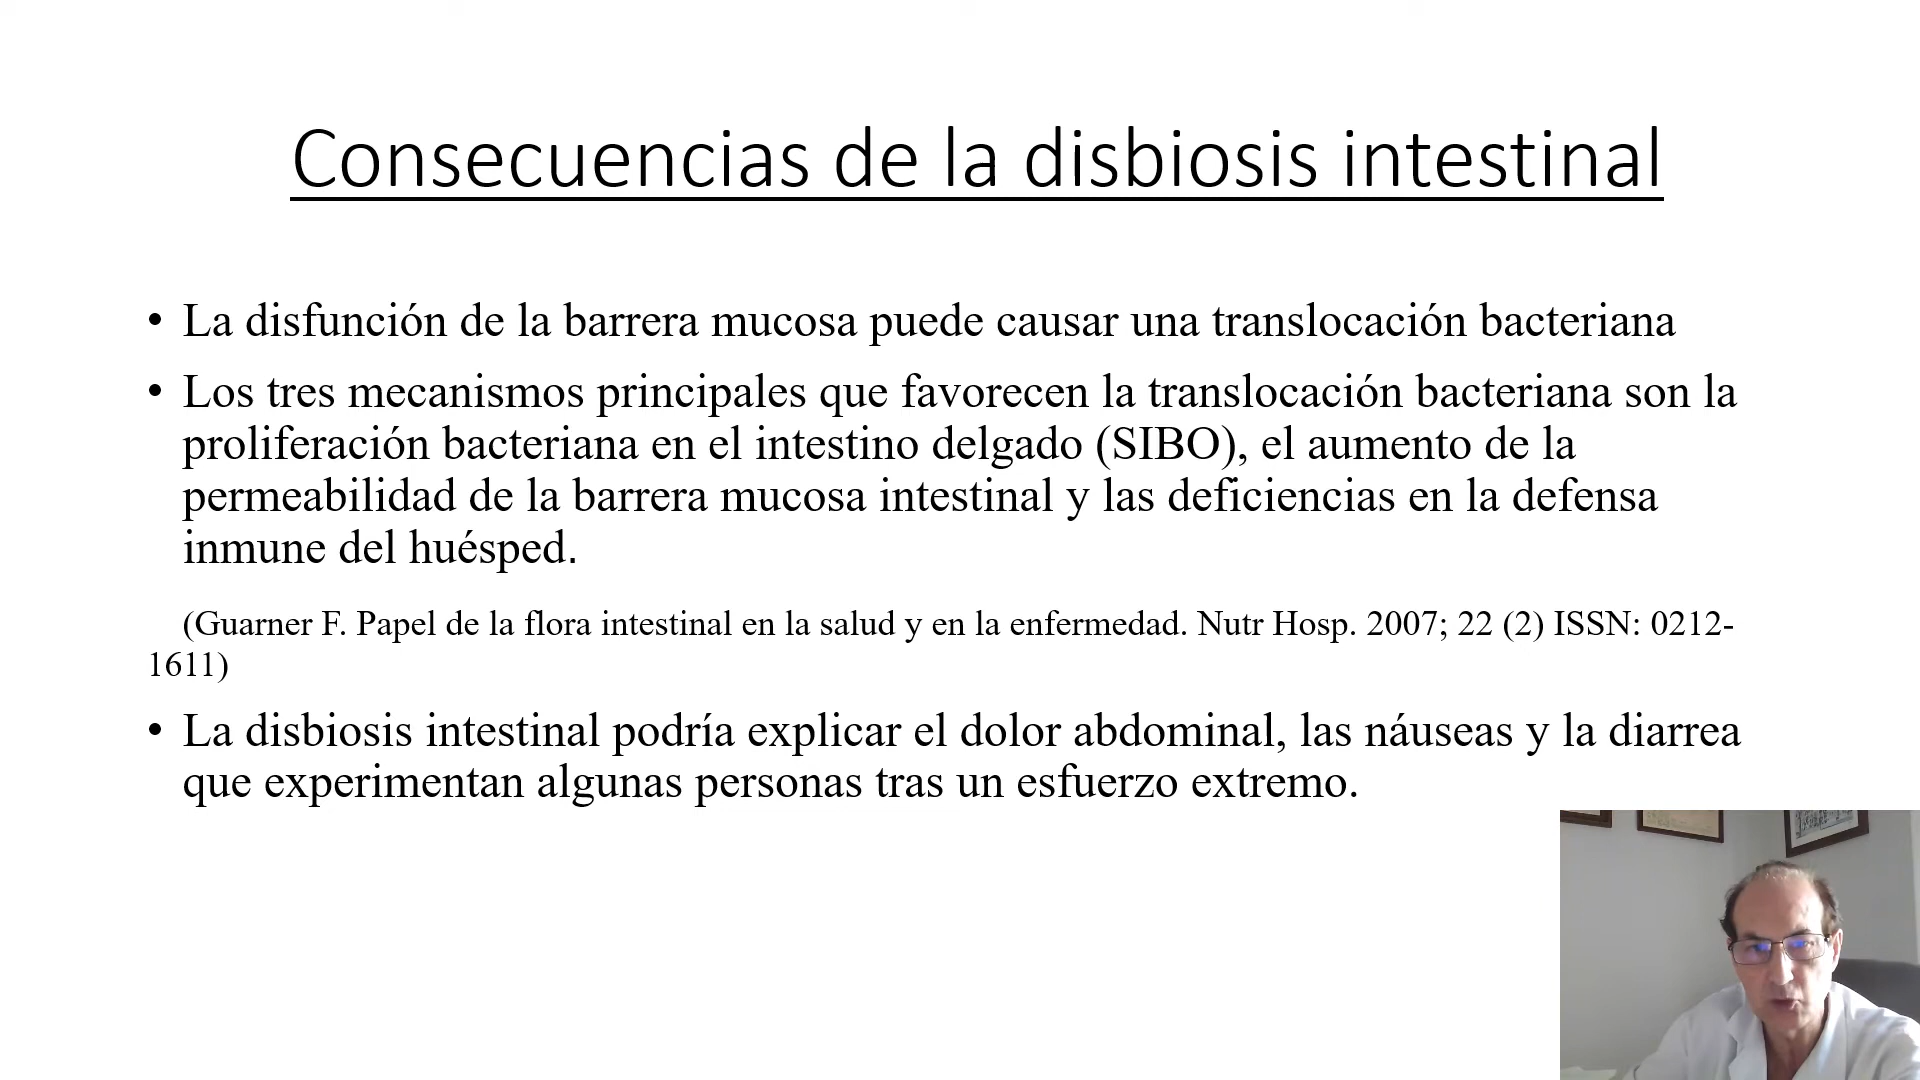 Consecuencias de la disbiosis intestinal
• La disfunción de la barrera mucosa puede causar una translocación bacteriana
• Los tres mecanismos principales que favorecen la translocación bacteriana son la
proliferación bacteriana en el intestino delgado (SIBO), el aumento de la
permeabilidad de la barrera mucosa intestinal y las deficiencias en la defensa
inmune del huésped.
(Guarner F. Papel de la flora intestinal en la salud y en la enfermedad. Nutr Hosp. 2007; 22 (2) ISSN: 0212-
1611)
• La disbiosis intestinal podría explicar el dolor abdominal, las náuseas y la diarrea
que experimentan algunas personas tras un esfuerzo extremo.